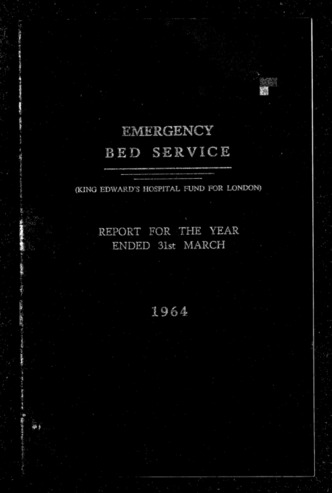 EMERGENCY
BED SERVICE
(KING EDWARD'S HOSPITAL FUND FOR LONDON)
REPORT FOR THE YEAR
ENDED 31st MARCH
1964